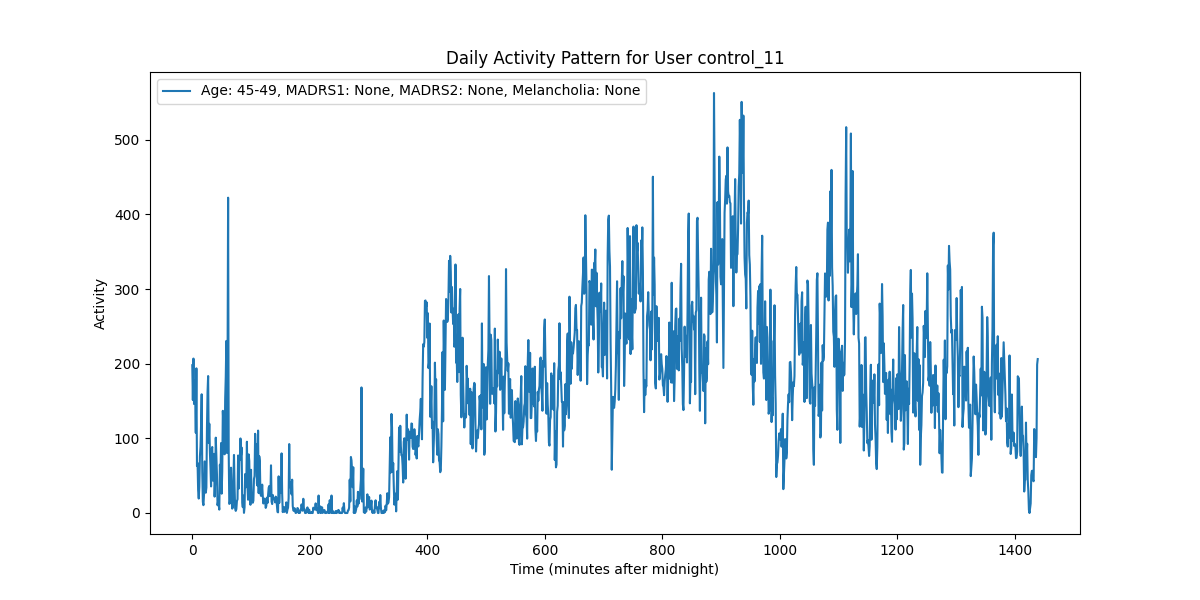 Daily Activity Pattern for User control_11
Age: 45-49, MADRS1: None, MADRS2: None, Melancholia: None
Activity
500
400
300
200
100
0
0 200 400 600 800 1000 1200 1400
Time (minutes after midnight)